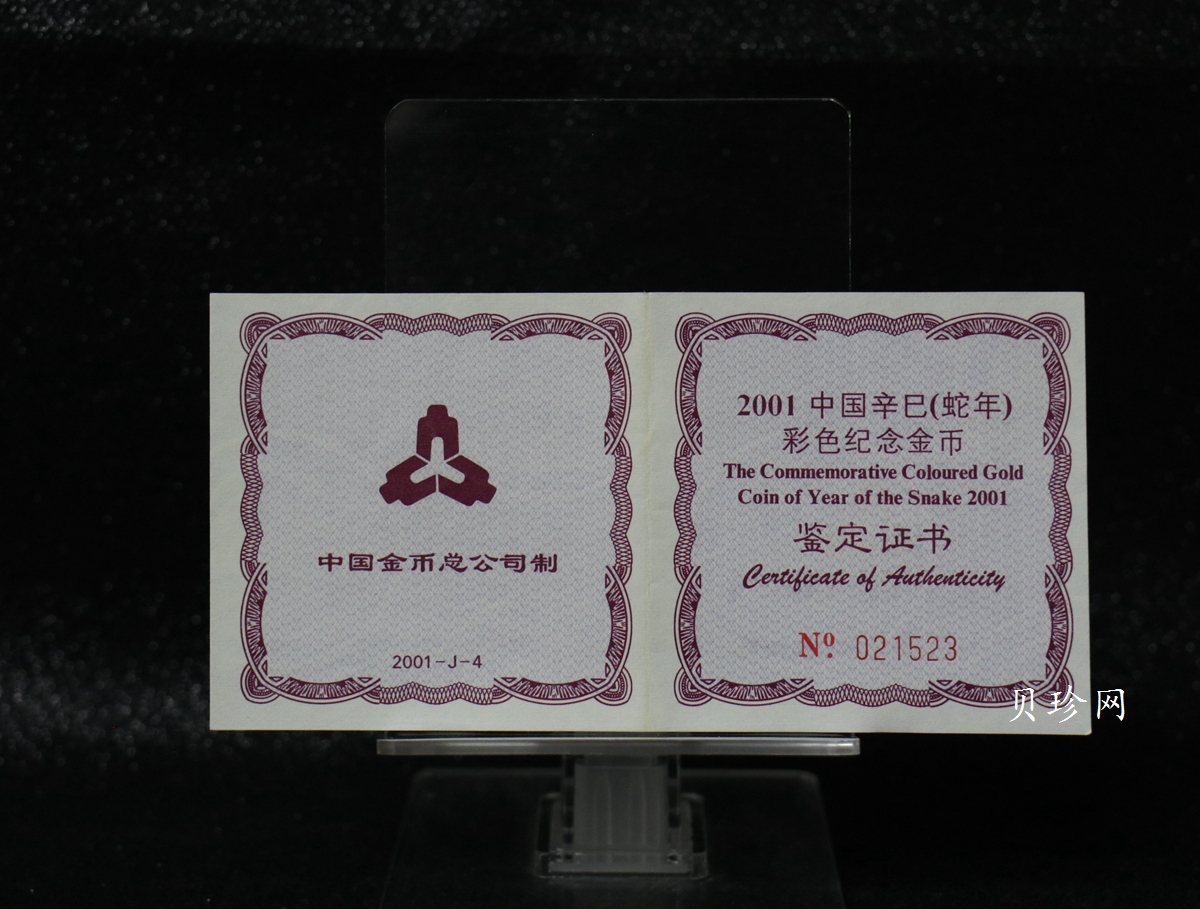 中国金币总公司制
2001-J-4
2001 中国辛巳(蛇年)
彩色纪念金币
The Commemorative Coloured Gold
Coin of Year of the Snake 2001
鉴定证书
Certificate of Authenticity
Nº. 021523
贝珍网